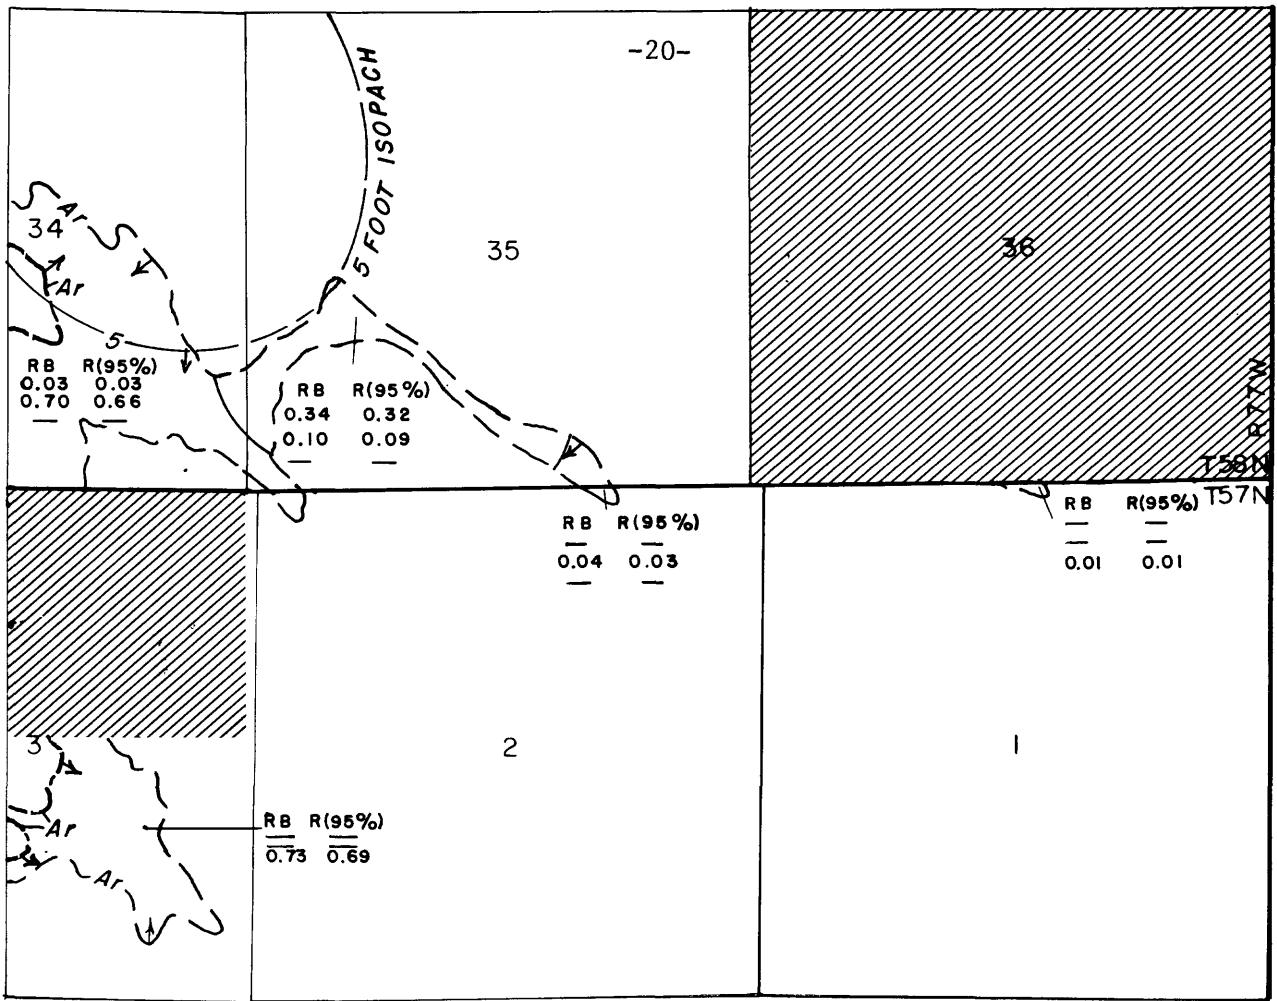 -20-
5 FOOT ISOPACH
Ar
34
35
36
Ar
5
RB R(95%)
0.03 0.03
0.70 0.66
— —
RB R(95%)
0.34 0.32
0.10 0.09
— —
R77W
T58N
T57N
RB R(95%)
— —
0.04 0.03
— —
RB R(95%)
— —
— —
0.01 0.01
3
2
1
Ar
RB R(95%)
— —
— —
0.73 0.69
Ar